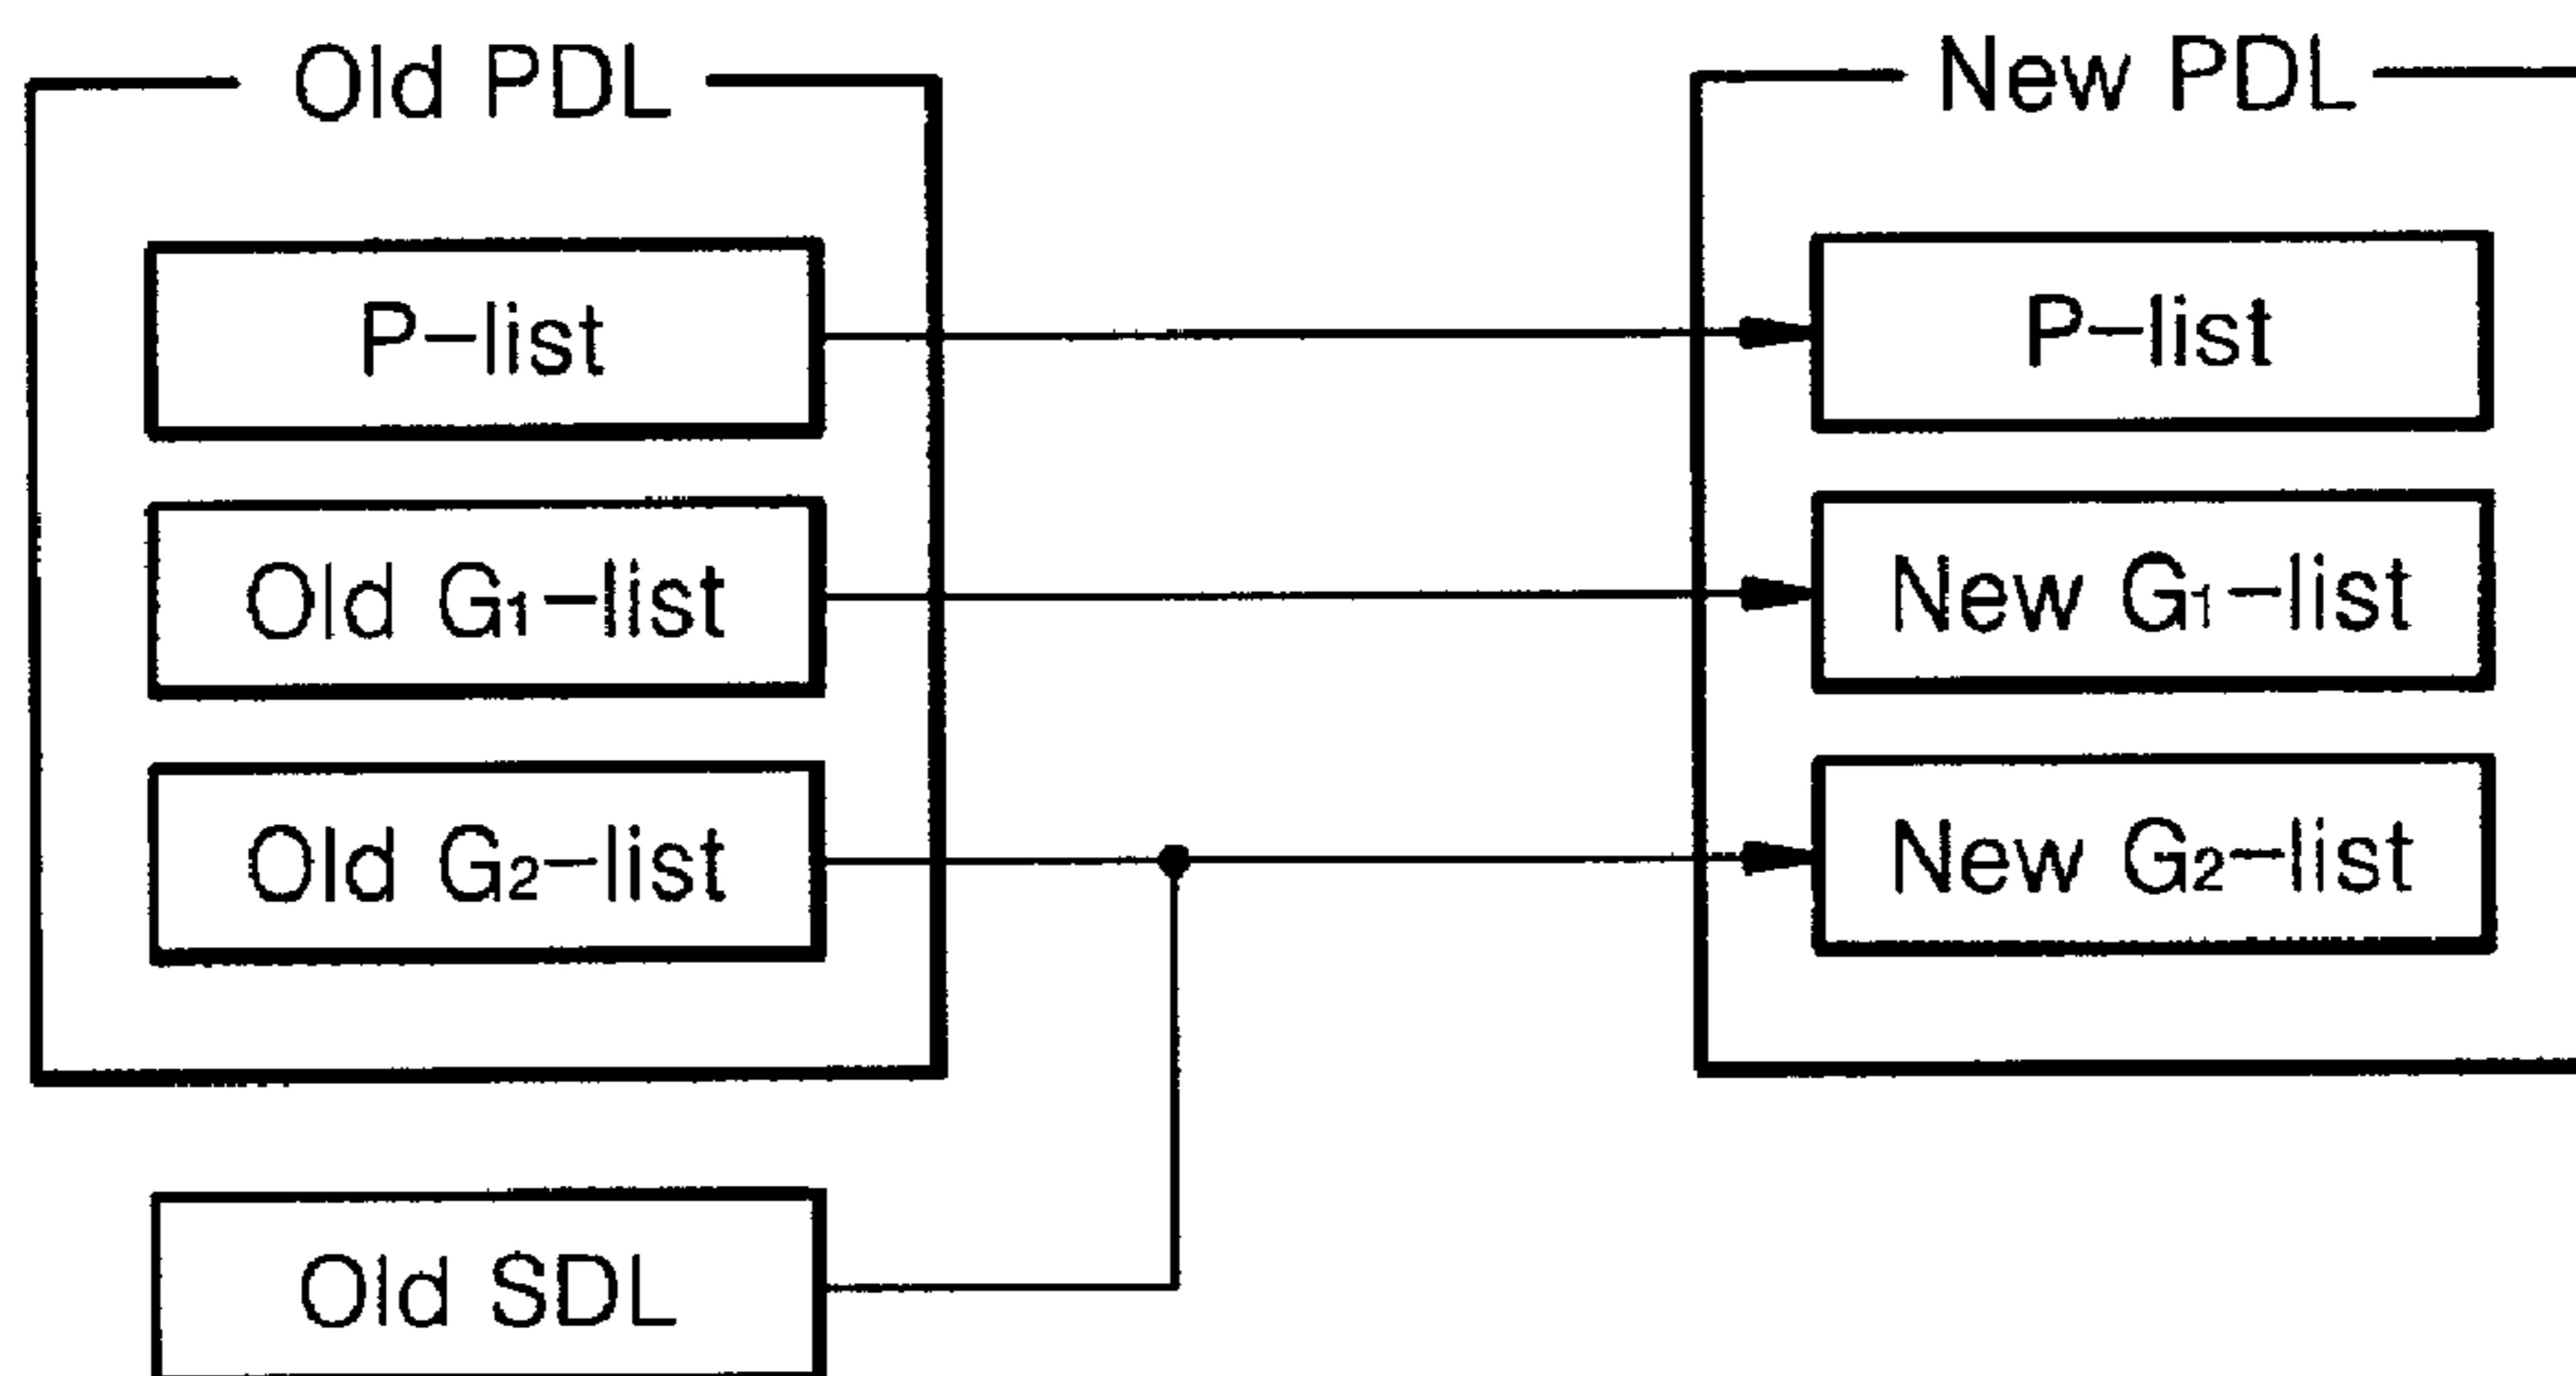 Old PDL
New PDL
P-list
P-list
Old G₁-list
New G₁-list
Old G₂-list
New G₂-list
Old SDL